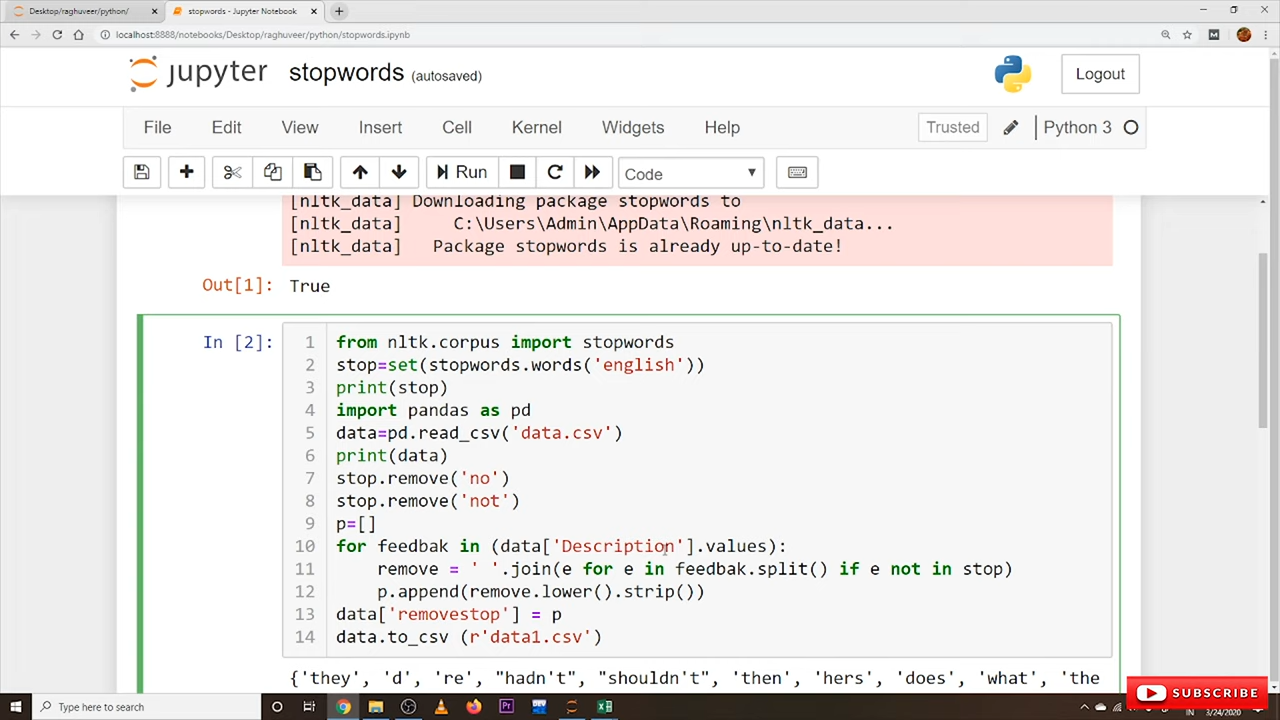 Desktop/raghuveer/python/
stopwords - Jupyter Notebook
localhost:8888/notebooks/Desktop/raghuveer/python/stopwords.ipynb
jupyter stopwords (autosaved)
Logout
File Edit View Insert Cell Kernel Widgets Help
Trusted
Python 3
Run
Code
[nltk_data] Downloading package stopwords to
[nltk_data] C:\Users\Admin\AppData\Roaming\nltk_data...
[nltk_data] Package stopwords is already up-to-date!
Out[1]: True
In [2]:
1 from nltk.corpus import stopwords
2 stop=set(stopwords.words('english'))
3 print(stop)
4 import pandas as pd
5 data=pd.read_csv('data.csv')
6 print(data)
7 stop.remove('no')
8 stop.remove('not')
9 p=[]
10 for feedbak in (data['Description'].values):
11 remove = ' '.join(e for e in feedbak.split() if e not in stop)
12 p.append(remove.lower().strip())
13 data['removestop'] = p
14 data.to_csv (r'data1.csv')
{'they', 'd', 're', "hadn't", "shouldn't", 'then', 'hers', 'does', 'what', 'the
SUBSCRIBE
Type here to search
IN
3/24/2020